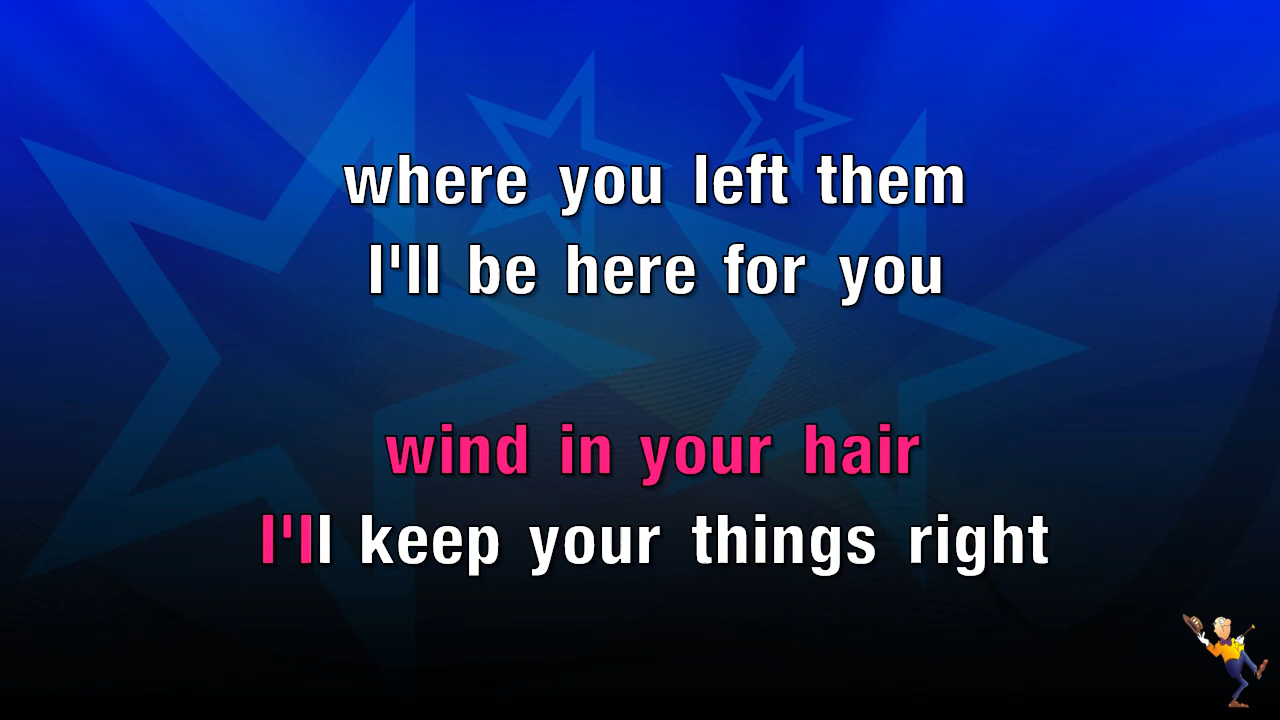 where you left them
I'll be here for you
wind in your hair
I'll keep your things right